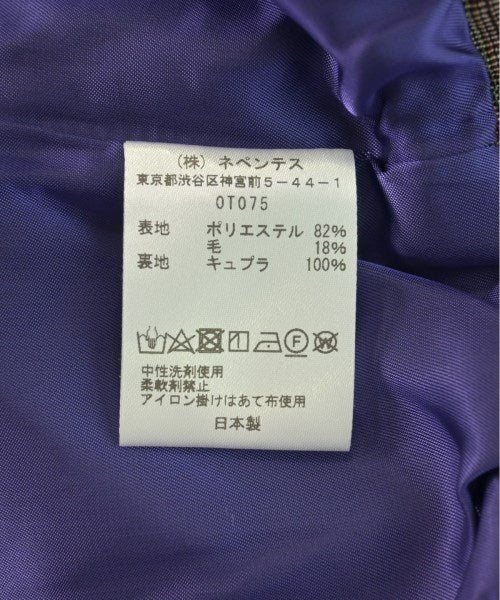 (株) ネペンテス
東京都渋谷区神宮前5-44-1
OT075
表地 ポリエステル 82%
毛 18%
裏地 キュプラ 100%
F W
中性洗剤使用
柔軟剤禁止
アイロン掛けはあて布使用
日本製